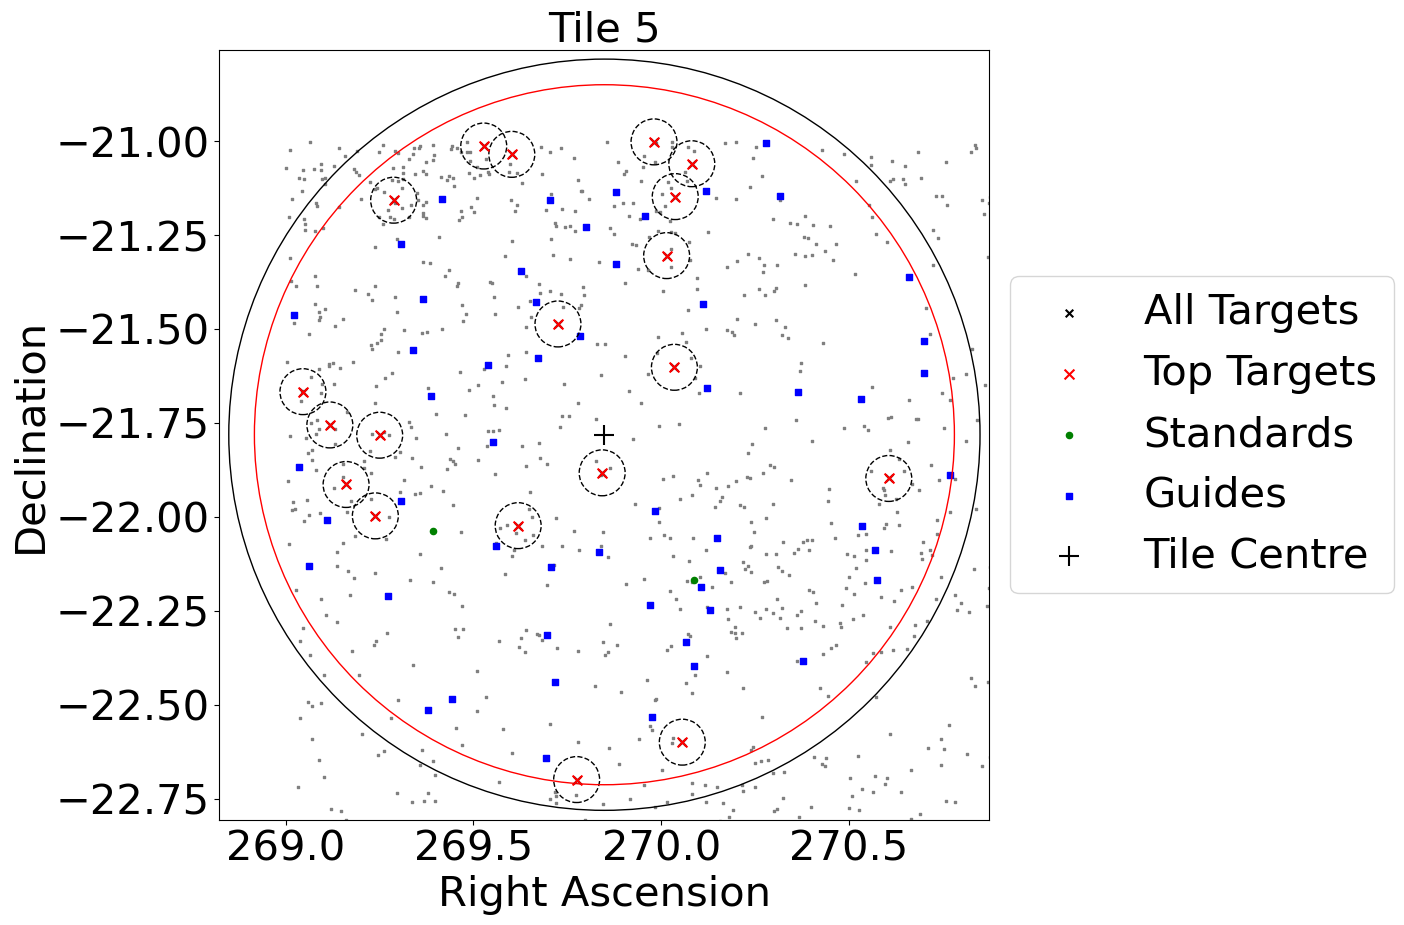 Tile 5
Declination
−21.00
−21.25
−21.50
−21.75
−22.00
−22.25
−22.50
−22.75
269.0 269.5 270.0 270.5
Right Ascension
All Targets
Top Targets
Standards
Guides
Tile Centre